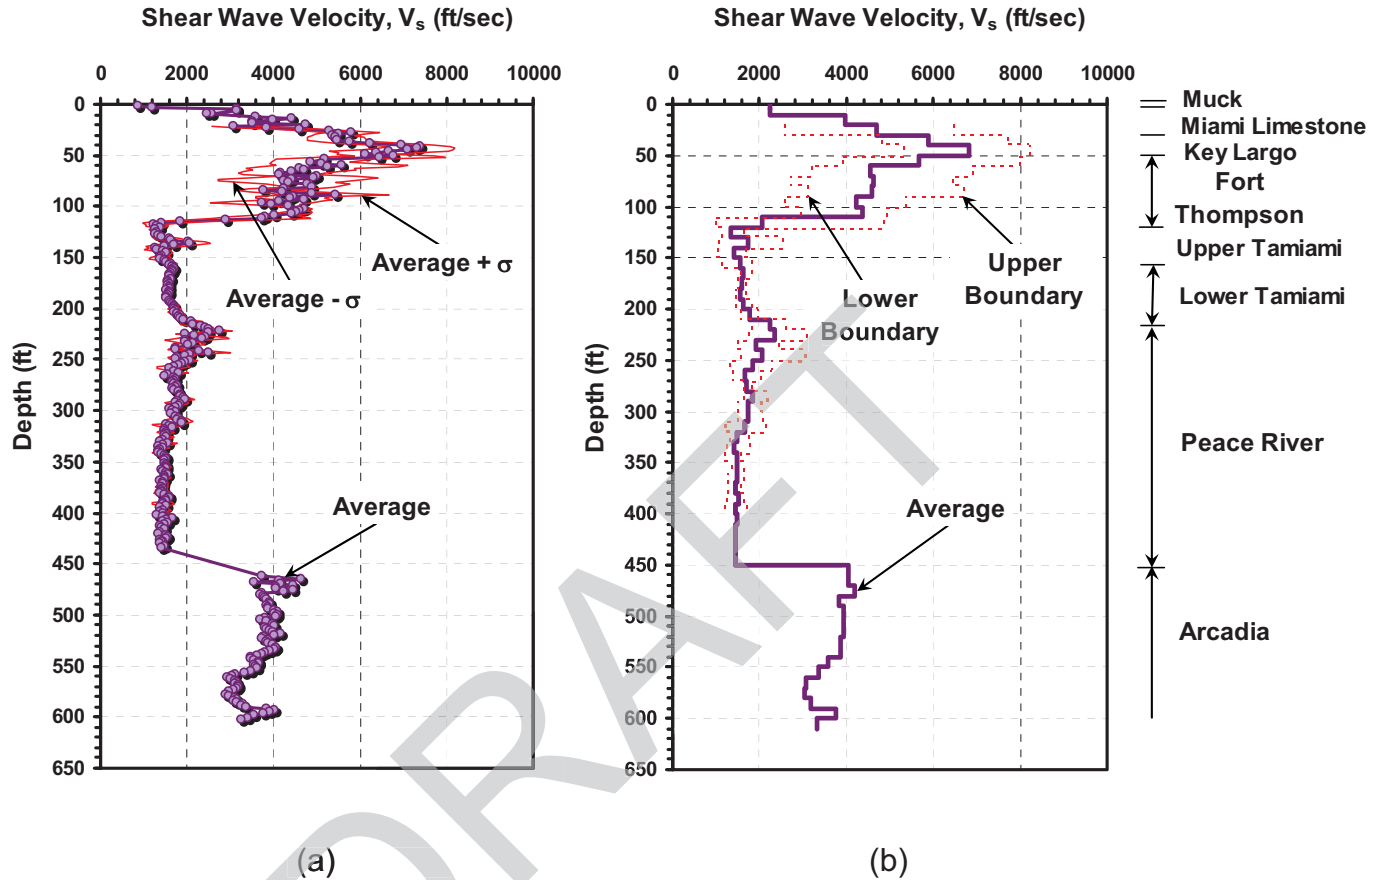 Shear Wave Velocity, Vs (ft/sec)
0 2000 4000 6000 8000 10000
0
50
100
150
200
250
300
350
400
450
500
550
600
650
Depth (ft)
Average + σ
Average - σ
Average
(a)
Shear Wave Velocity, Vs (ft/sec)
0 2000 4000 6000 8000 10000
0
50
100
150
200
250
300
350
400
450
500
550
600
650
Depth (ft)
Lower
Boundary
Upper
Boundary
Average
(b)
Muck
Miami Limestone
Key Largo
Fort
Thompson
Upper Tamiami
Lower Tamiami
Peace River
Arcadia
DRAFT